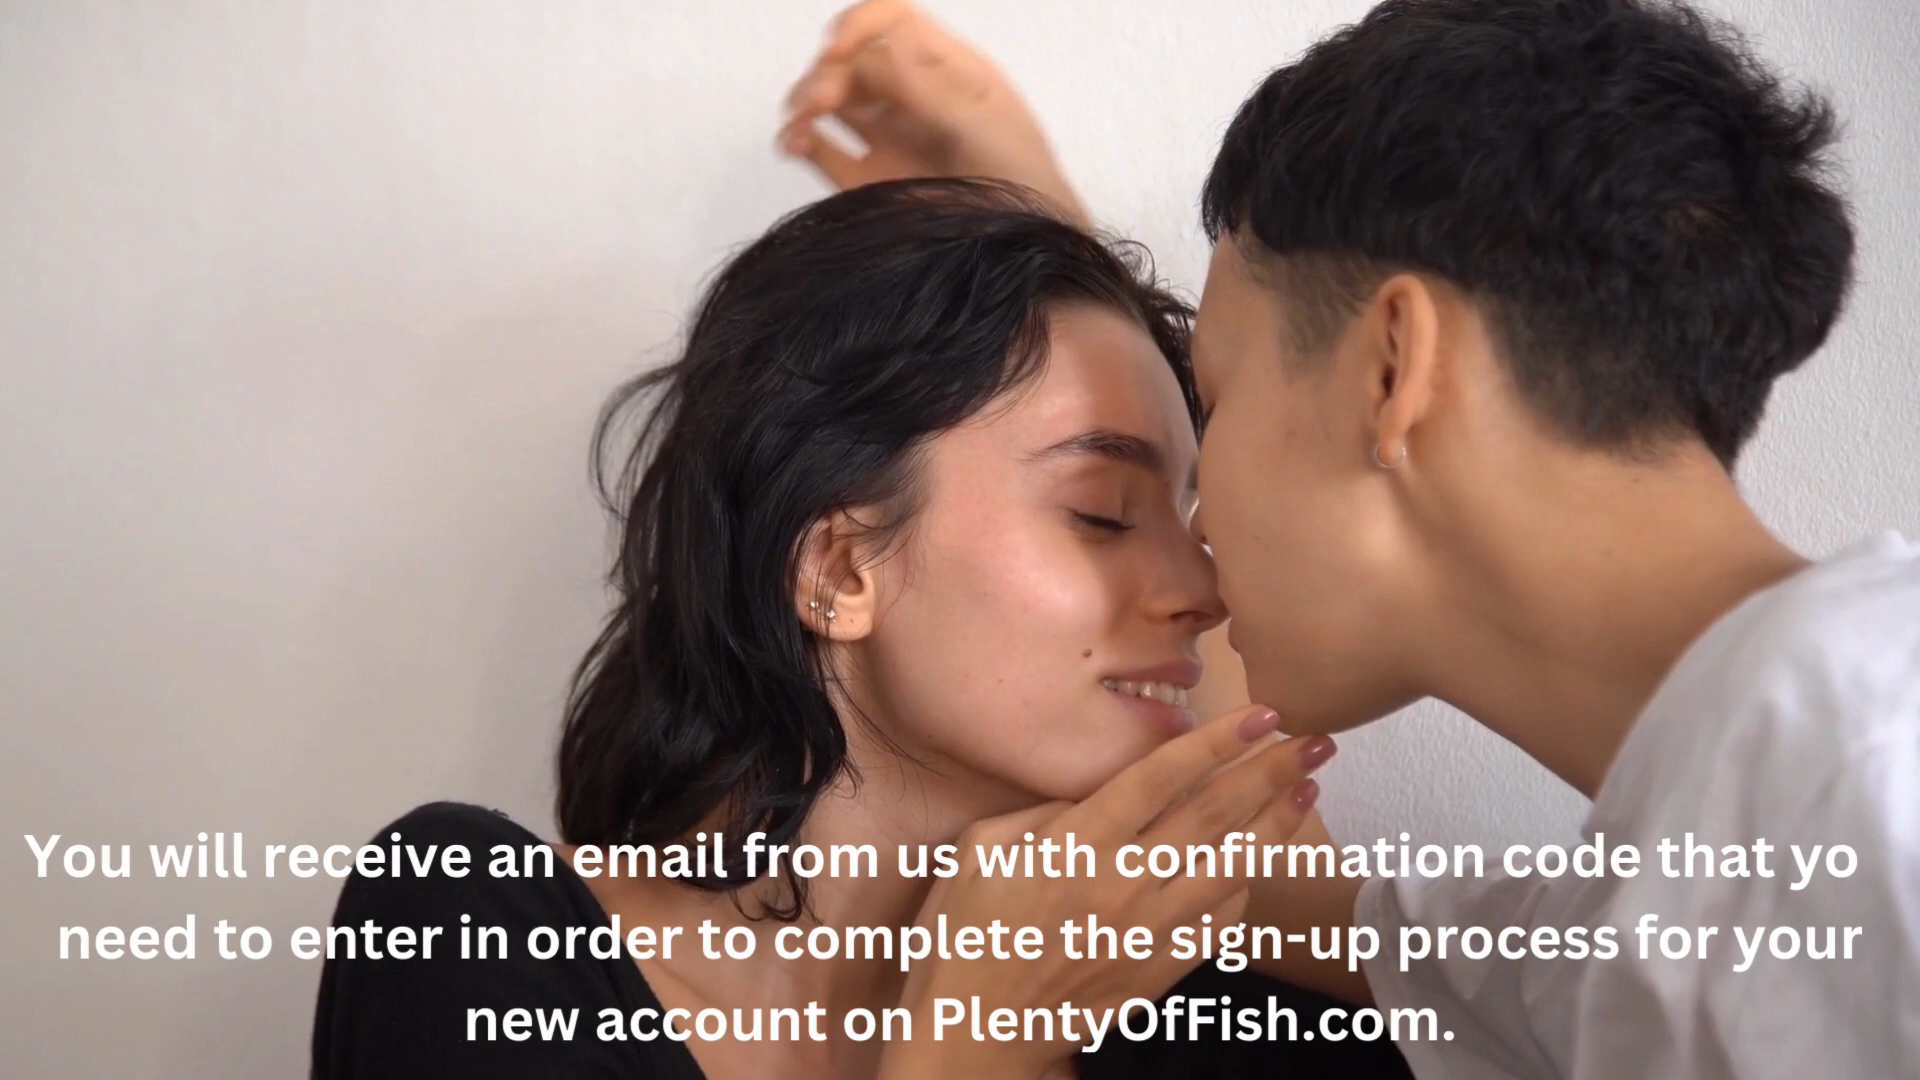 You will receive an email from us with confirmation code that yo
need to enter in order to complete the sign-up process for your
new account on PlentyOfFish.com.